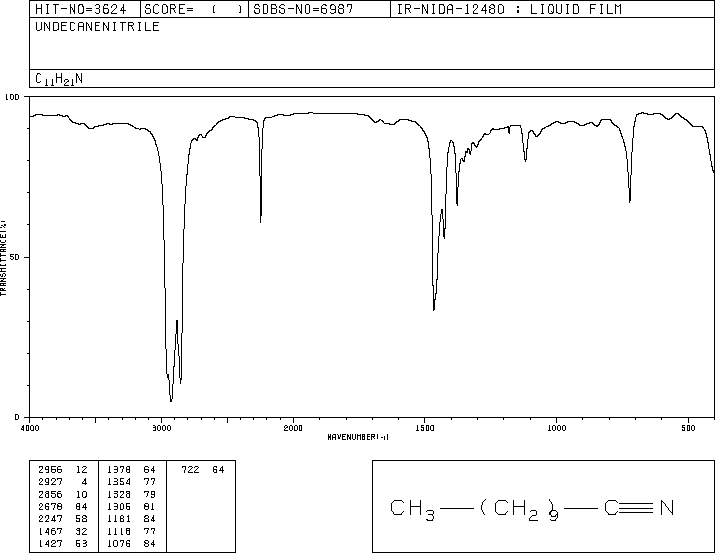 HIT-NO=3624 SCORE= ( ) SDBS-NO=6987 IR-NIDA-12480 : LIQUID FILM
UNDECANENITRILE
C11H21N
100
50
0
TRANSMITTANCE(%)
4000 3000 2000 1500 1000 500
WAVENUMBER(-1)
2956 12 1378 64 722 64
2927 4 1354 77
2856 10 1328 79
2678 84 1306 81
2247 58 1181 84
1467 32 1118 77
1427 53 1076 84
CH3—(CH2)9—C≡N